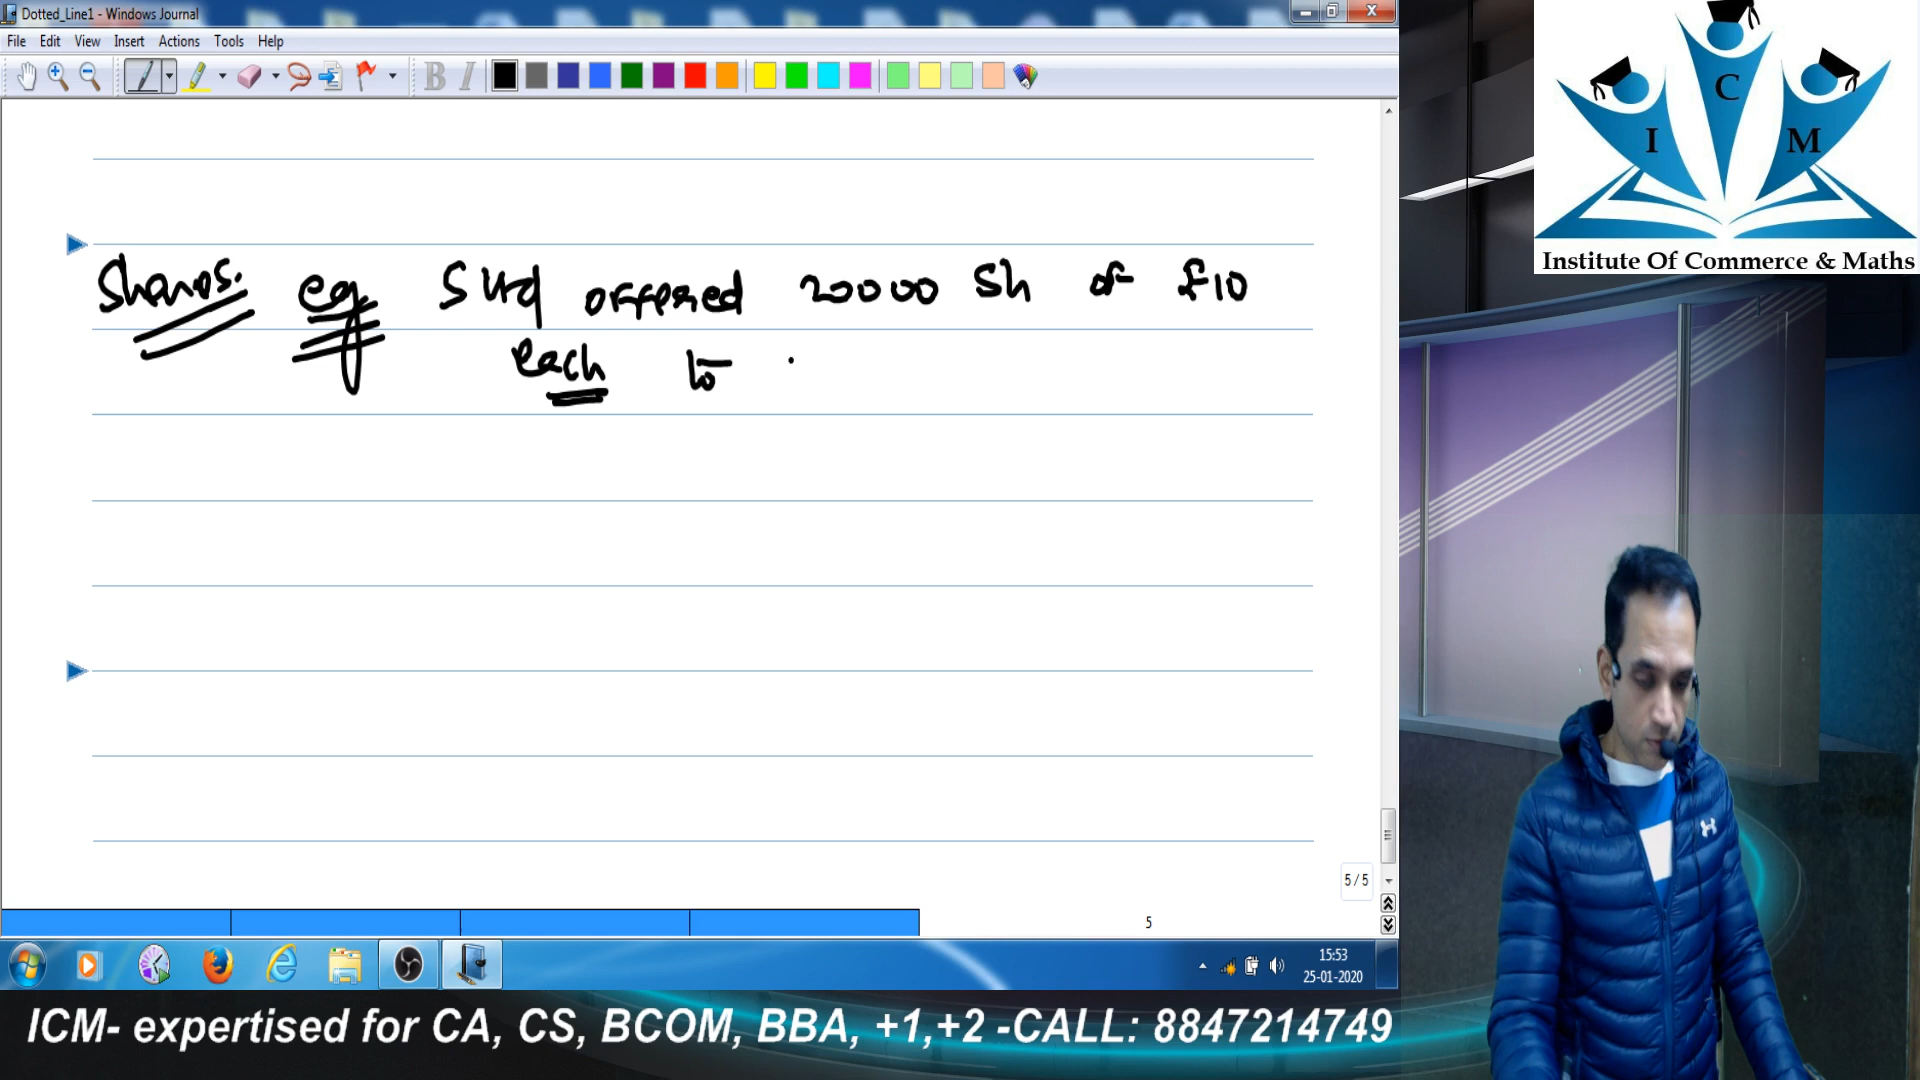 Dotted_Line1 - Windows Journal
File Edit View Insert Actions Tools Help
B I
I C M
Institute Of Commerce & Maths
Shares. eg S Ltd offered 20000 Sh of ₹10
each to
5 / 5
5
15:53
25-01-2020
ICM- expertised for CA, CS, BCOM, BBA, +1,+2 -CALL: 8847214749